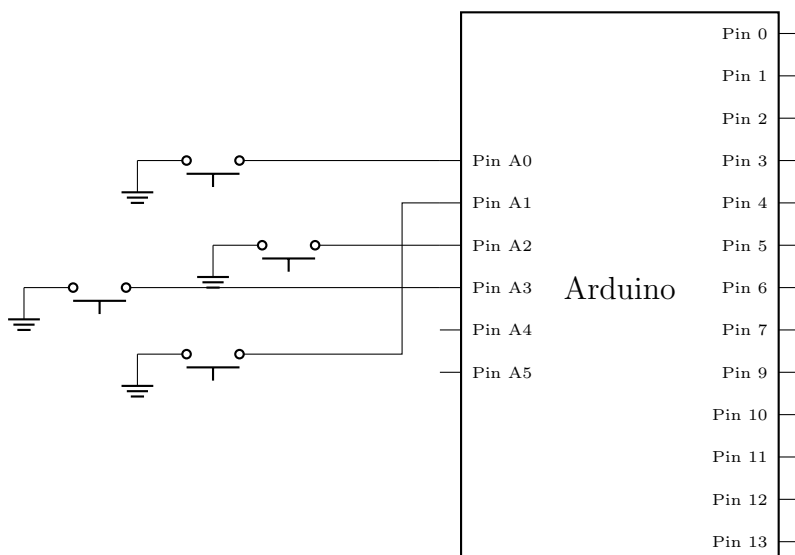 Pin 0
Pin 1
Pin 2
Pin A0
Pin 3
Pin A1
Pin 4
Pin A2
Pin 5
Pin A3
Arduino
Pin 6
Pin A4
Pin 7
Pin A5
Pin 9
Pin 10
Pin 11
Pin 12
Pin 13